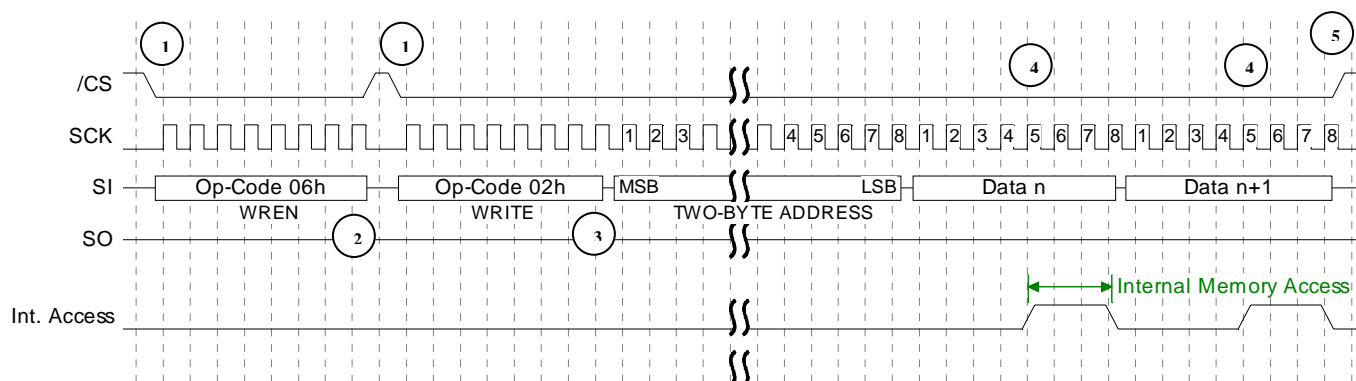 1 1 4 4 5
/CS
SCK 1 2 3 4 5 6 7 8 1 2 3 4 5 6 7 8 1 2 3 4 5 6 7 8
SI Op-Code 06h Op-Code 02h MSB LSB Data n Data n+1
WREN WRITE TWO-BYTE ADDRESS
SO 2 3
Internal Memory Access
Int. Access